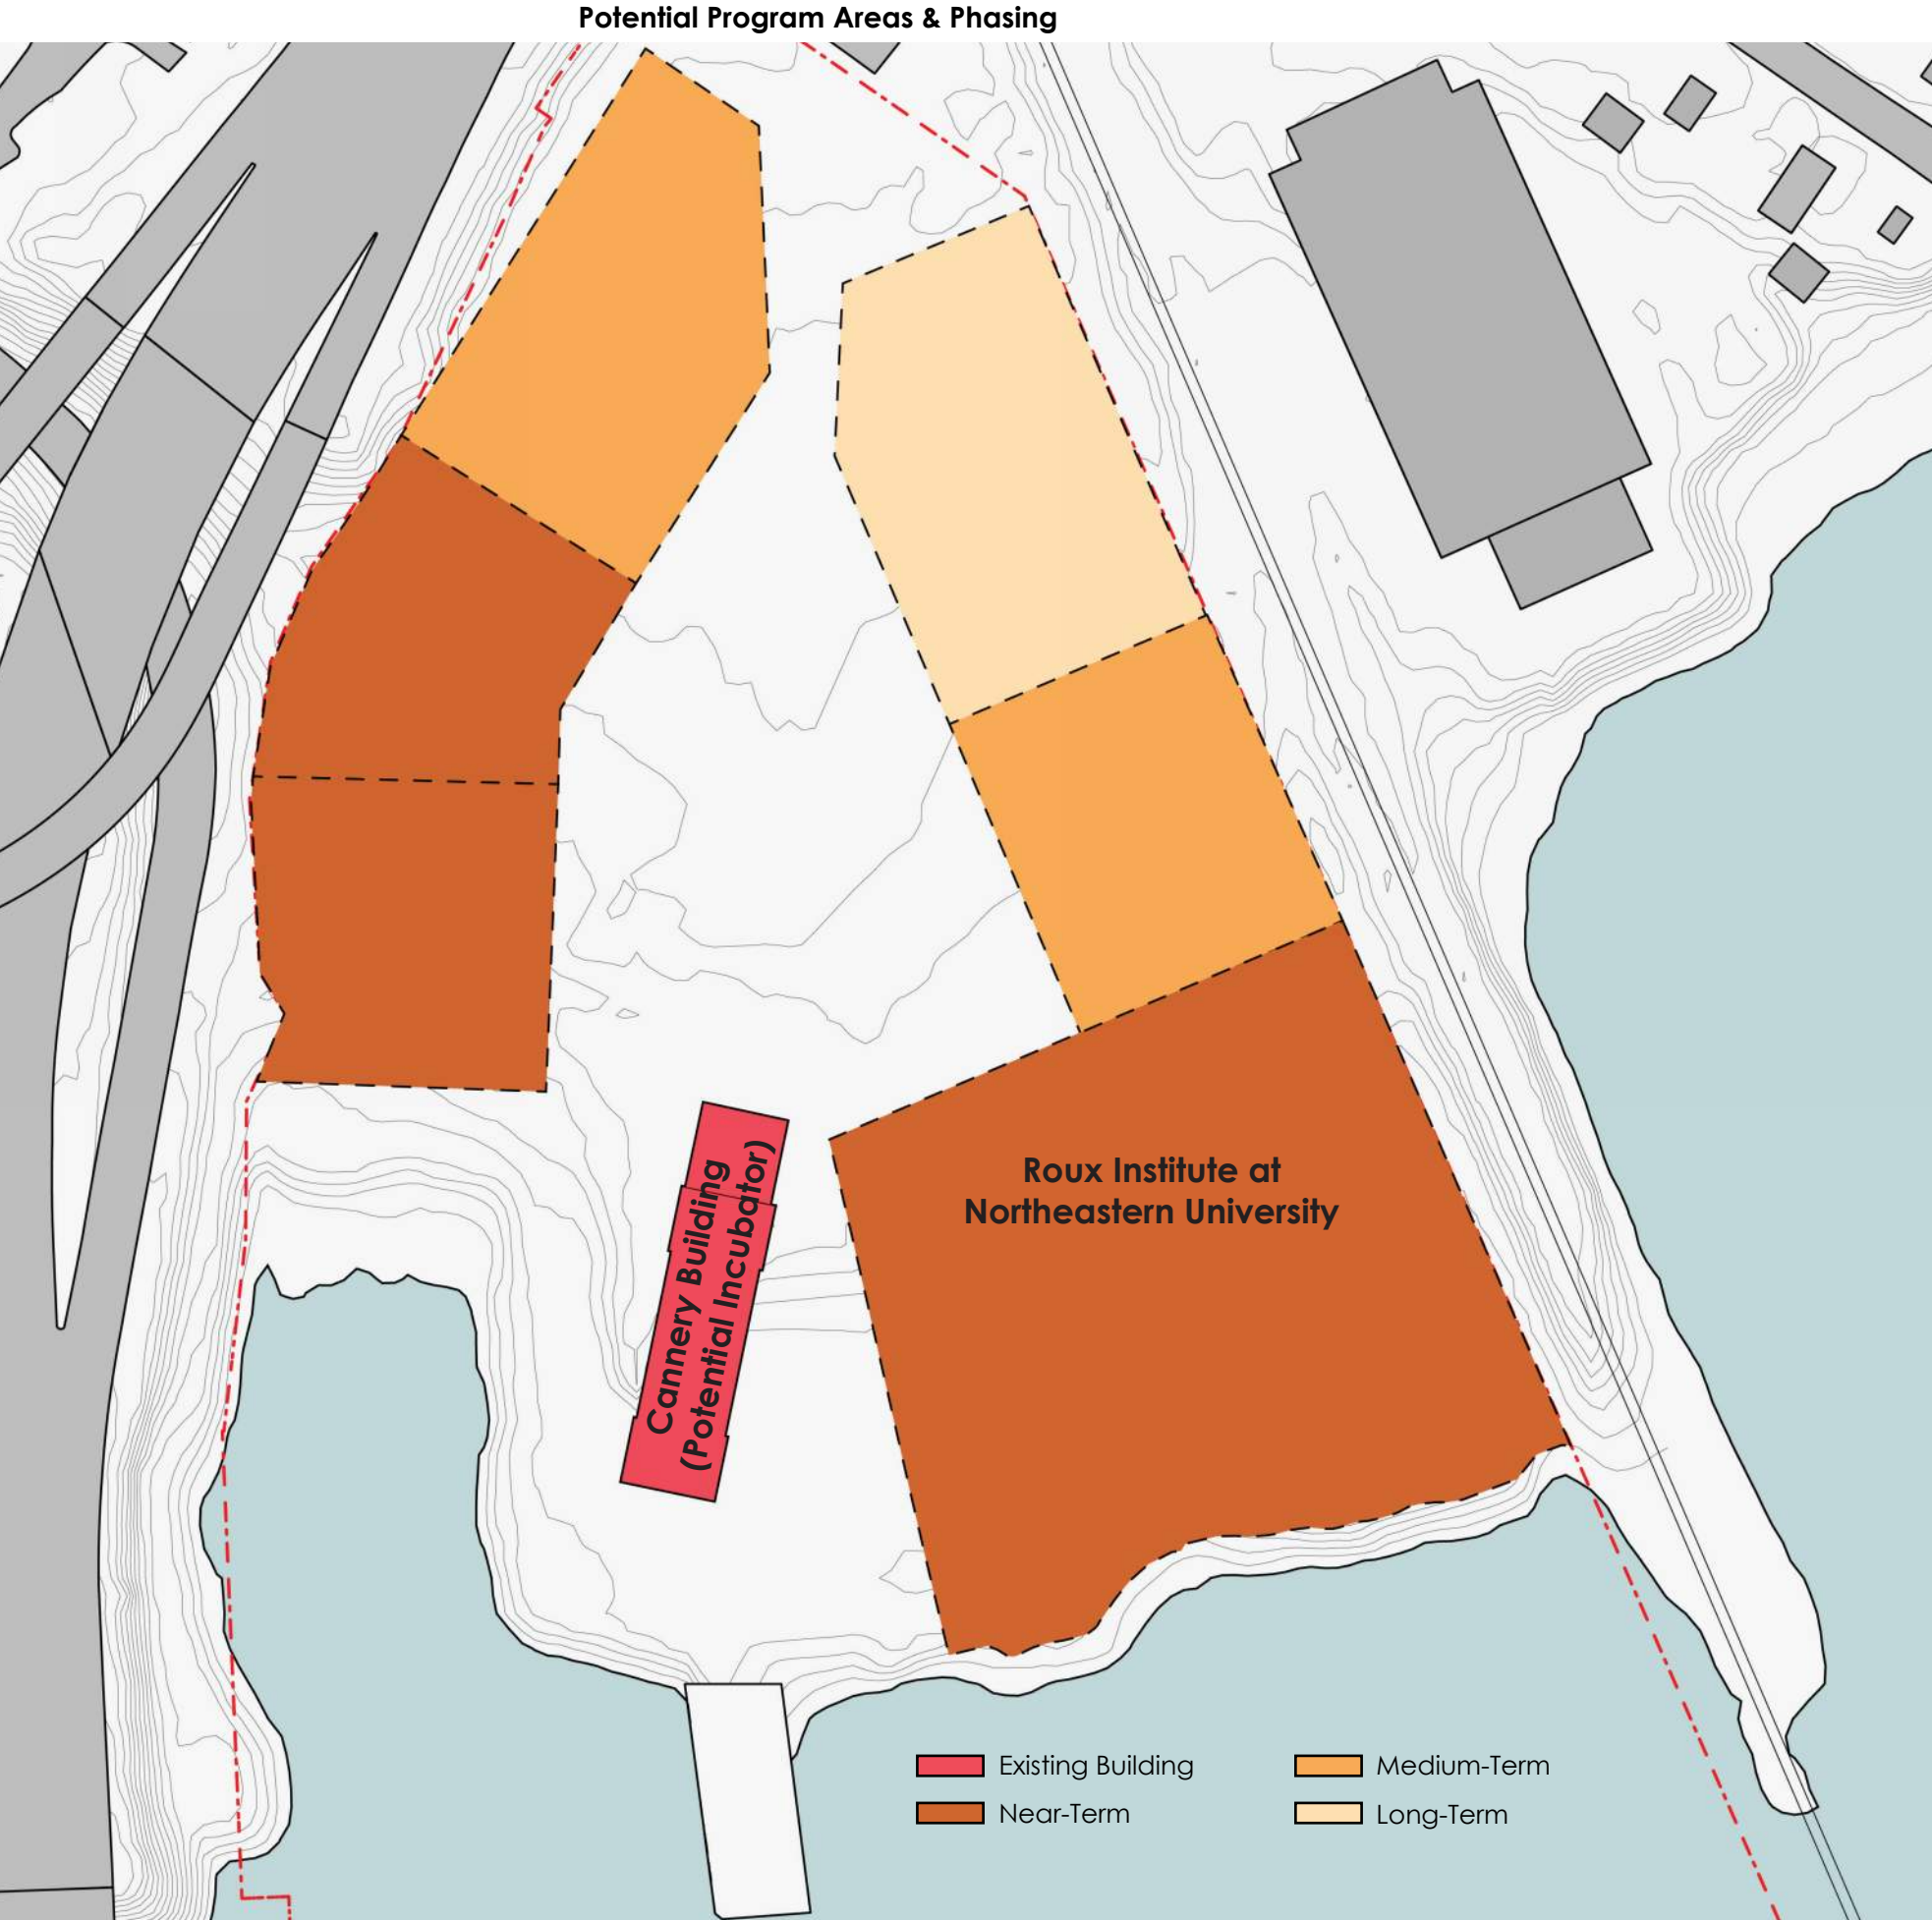 Potential Program Areas & Phasing
Roux Institute at
Northeastern University
Cannery Building
(Potential Incubator)
Existing Building
Near-Term
Medium-Term
Long-Term